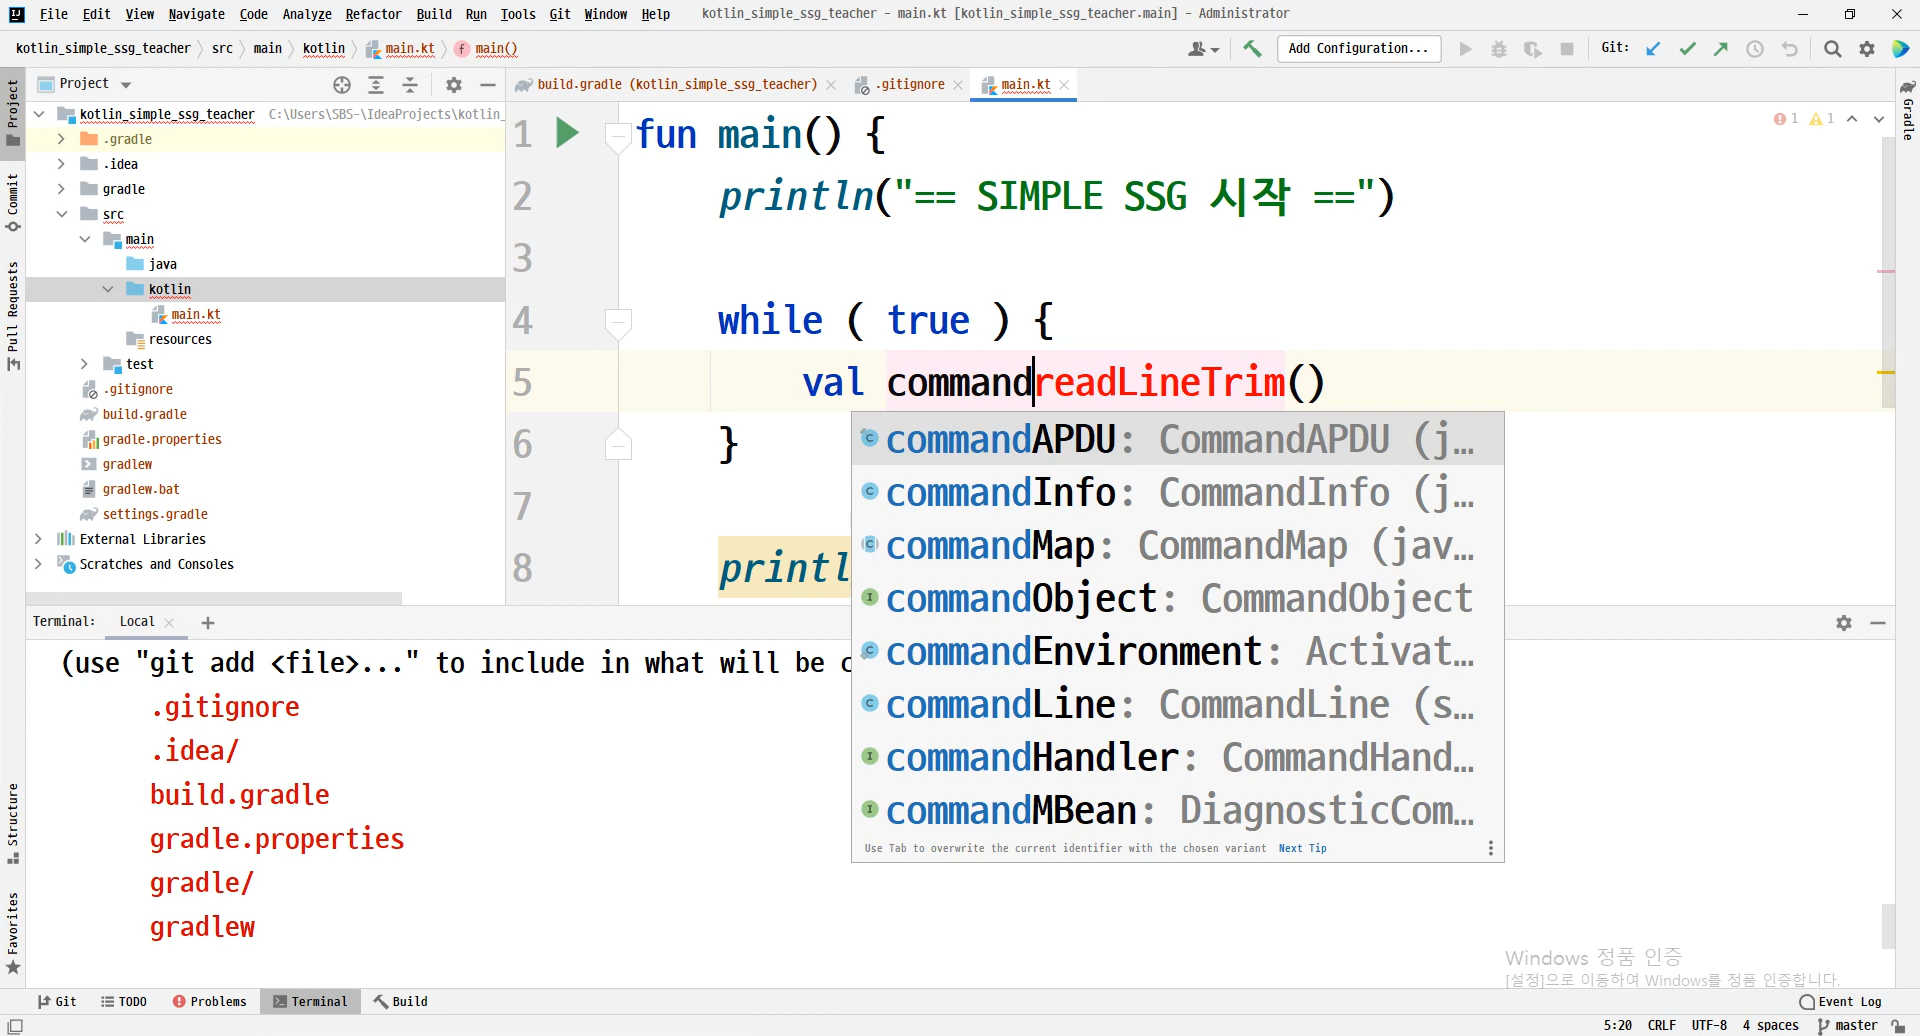 File Edit View Navigate Code Analyze Refactor Build Run Tools Git Window Help kotlin_simple_ssg_teacher - main.kt [kotlin_simple_ssg_teacher.main] - Administrator
kotlin_simple_ssg_teacher src main kotlin main.kt main() Add Configuration... Git:
Project
build.gradle (kotlin_simple_ssg_teacher) .gitignore main.kt
kotlin_simple_ssg_teacher C:\Users\SBS-\IdeaProjects\kotlin_
.gradle
.idea
gradle
src
main
java
kotlin
main.kt
resources
test
.gitignore
build.gradle
gradle.properties
gradlew
gradlew.bat
settings.gradle
External Libraries
Scratches and Consoles
Project
Commit
Pull Requests
Structure
Favorites
Gradle
1 1
1 fun main() {
2 println("== SIMPLE SSG 시작 ==")
3
4 while ( true ) {
5 val commandreadLineTrim()
6 }
7
8 printl
commandAPDU: CommandAPDU (j…
commandInfo: CommandInfo (j…
commandMap: CommandMap (jav…
commandObject: CommandObject
commandEnvironment: Activat…
commandLine: CommandLine (s…
commandHandler: CommandHand…
commandMBean: DiagnosticCom…
Use Tab to overwrite the current identifier with the chosen variant Next Tip
Terminal: Local
(use "git add <file>..." to include in what will be c
.gitignore
.idea/
build.gradle
gradle.properties
gradle/
gradlew
Windows 정품 인증
[설정]으로 이동하여 Windows를 정품 인증합니다.
Git TODO Problems Terminal Build Event Log
5:20 CRLF UTF-8 4 spaces master